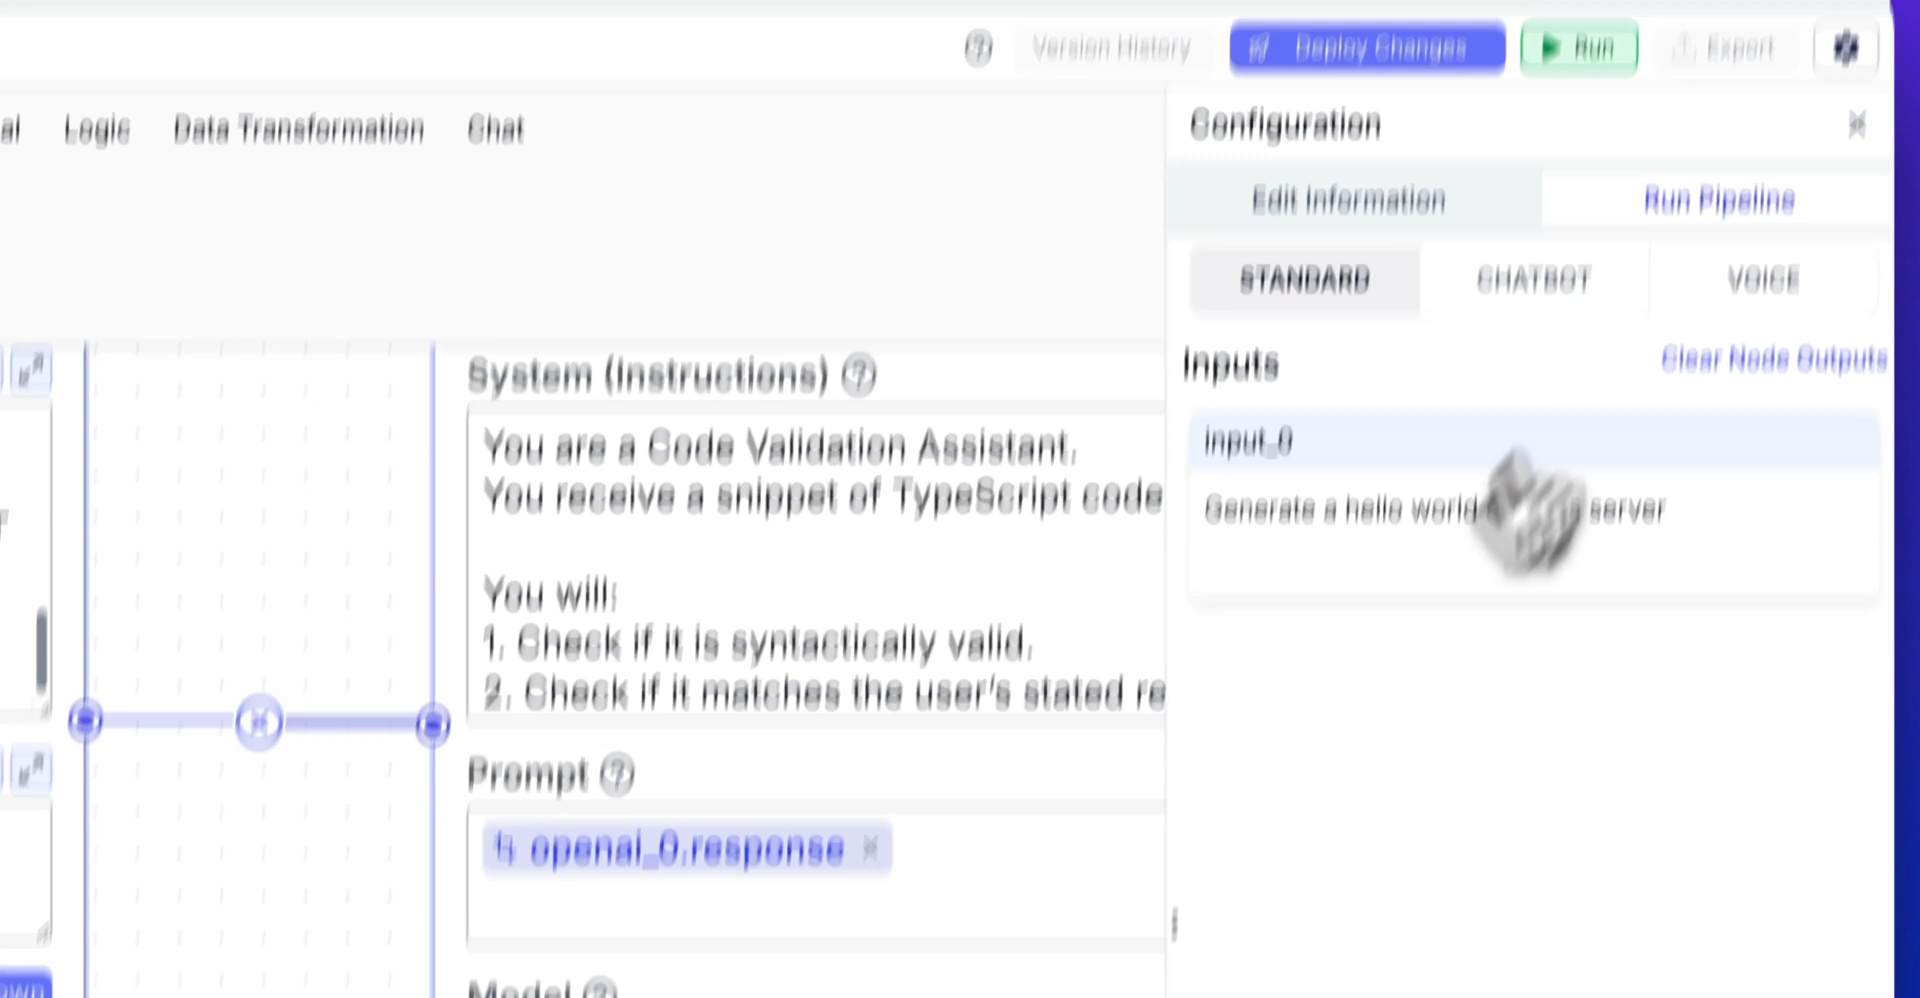 Version History Deploy Changes Run Export
al Logic Data Transformation Chat
Configuration
Edit Information Run Pipeline
STANDARD CHATBOT VOICE
Inputs Clear Node Outputs
input_0
Generate a hello world server
System (Instructions)
You are a Code Validation Assistant.
You receive a snippet of TypeScript code
You will:
1. Check if it is syntactically valid.
2. Check if it matches the user's stated re
Prompt
openai_0.response
Model
own